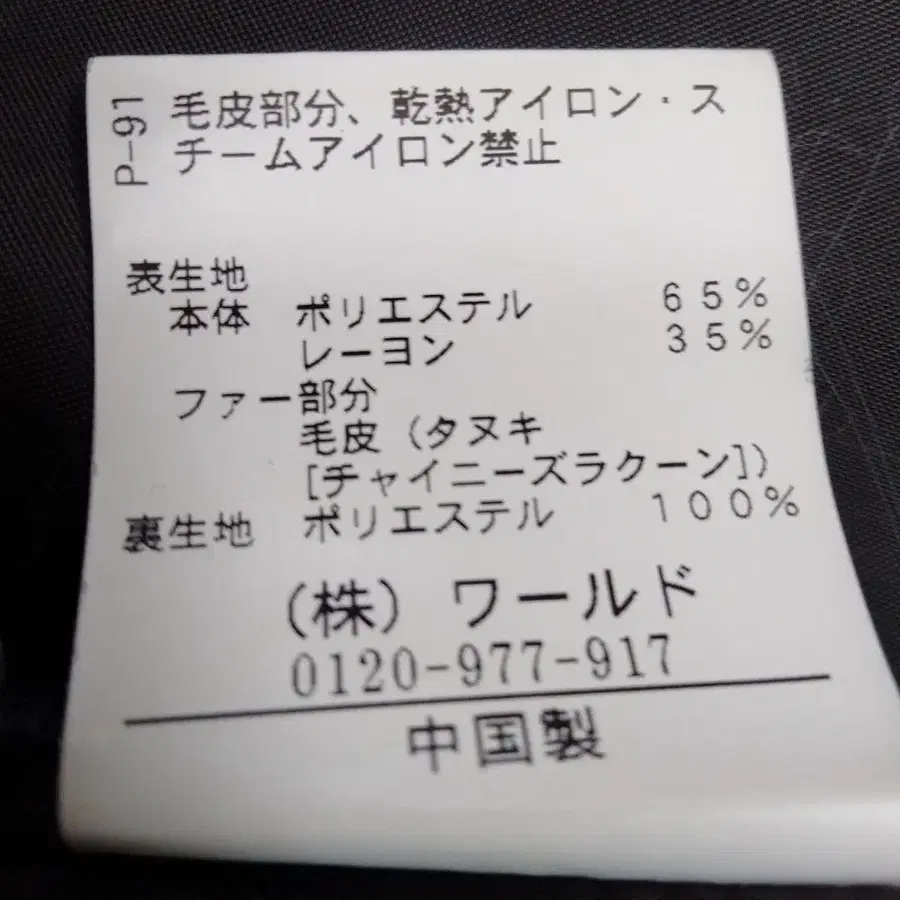 P-91
毛皮部分、乾熱アイロン・ス
チームアイロン禁止
表生地
本体 ポリエステル 65%
レーヨン 35%
ファー部分
毛皮(タヌキ
[チャイニーズラクーン])
裏生地 ポリエステル 100%
(株)ワールド
0120-977-917
中国製